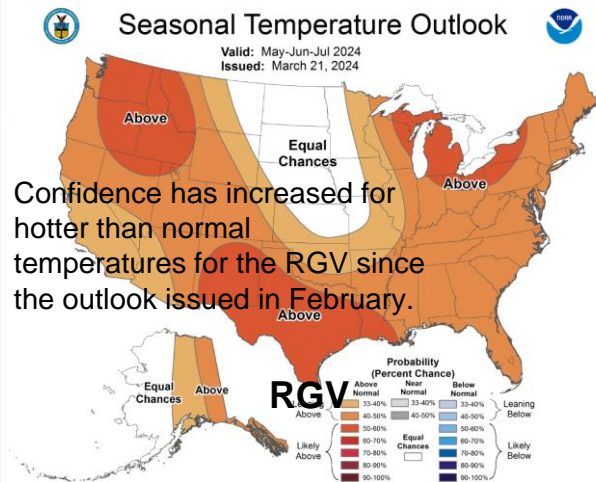 Seasonal Temperature Outlook
Valid: May-Jun-Jul 2024
Issued: March 21, 2024
NOAA
Above
Equal
Chances
Above
Confidence has increased for
hotter than normal
temperatures for the RGV since
the outlook issued in February.
Above
Equal
Chances
Above
RGV
Probability
(Percent Chance)
Above
Normal
Near
Normal
Below
Normal
Leaning
Above
33-40%
33-40%
33-40%
Leaning
Below
40-50%
40-50%
40-50%
50-60%
50-60%
Likely
Above
60-70%
Equal
Chances
60-70%
Likely
Below
70-80%
70-80%
80-90%
80-90%
90-100%
90-100%